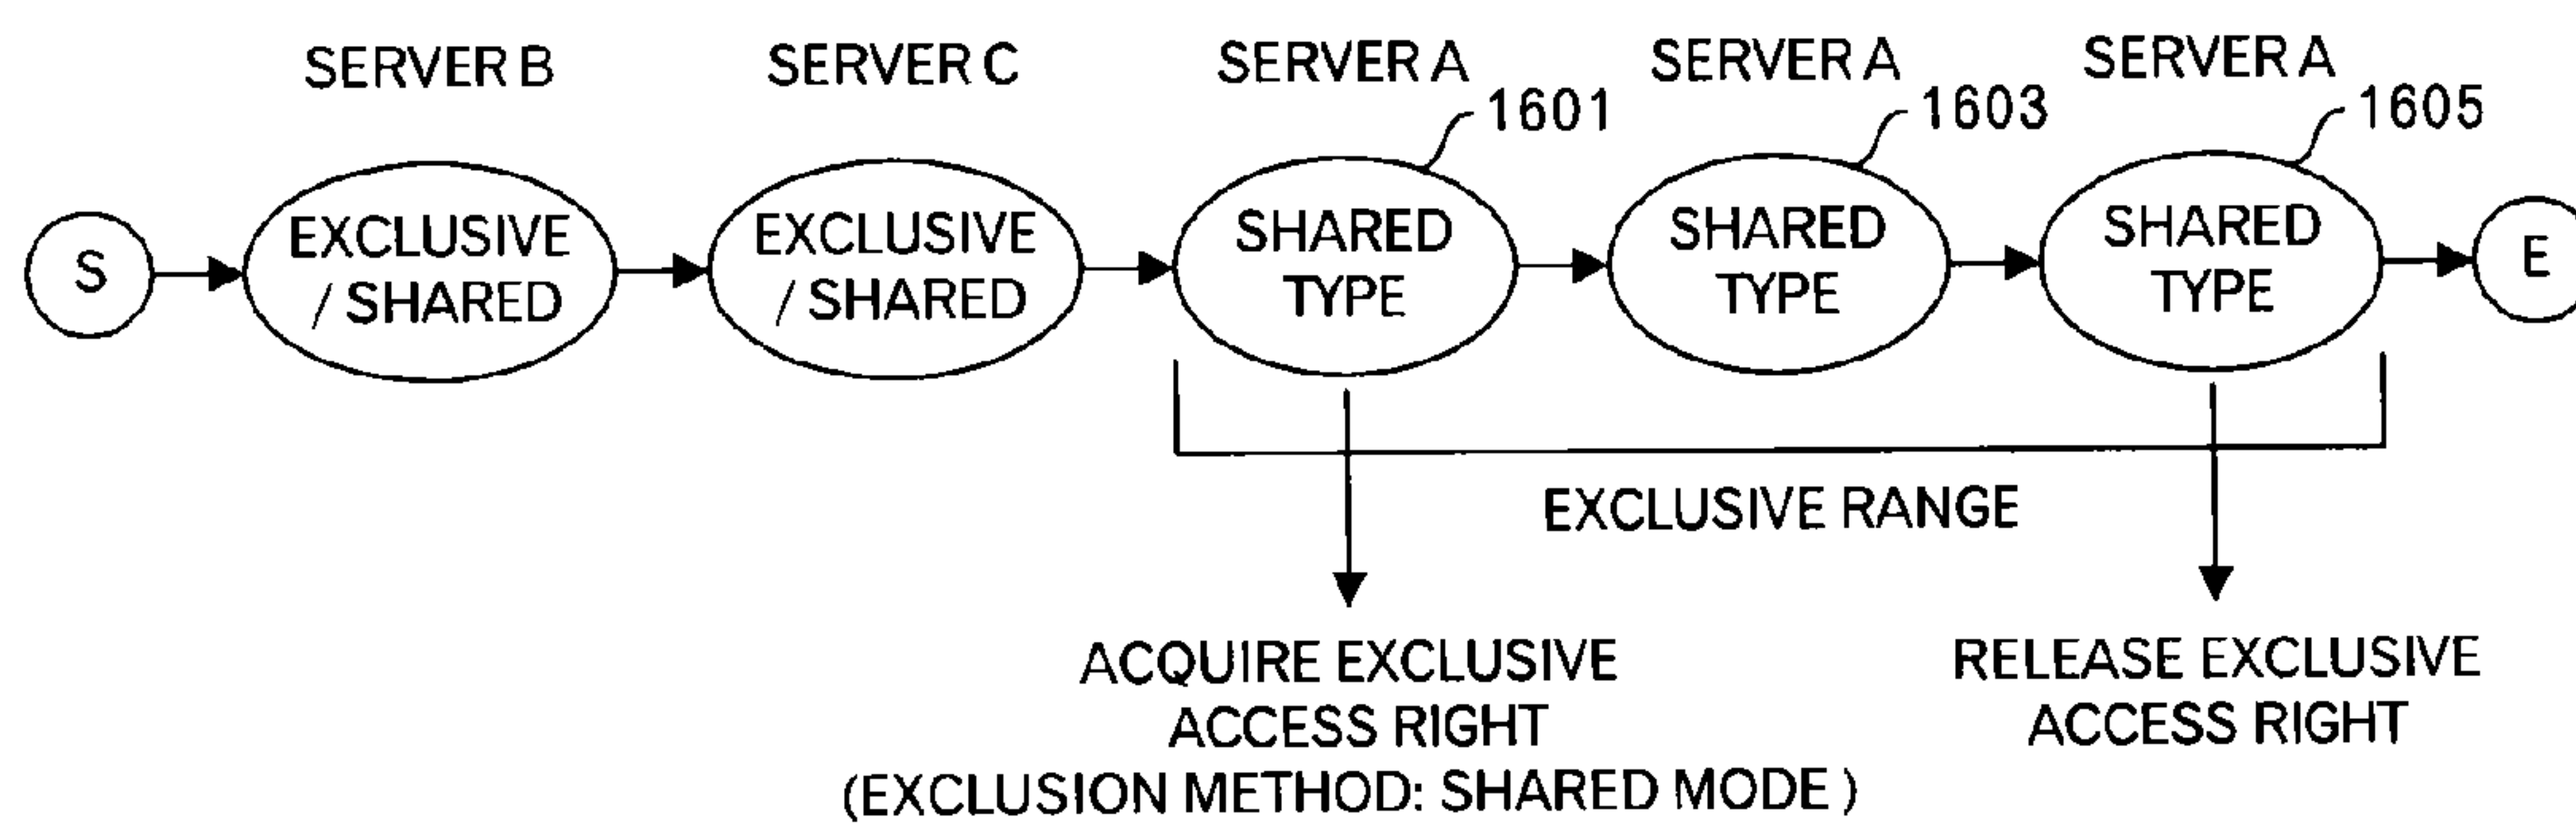 SERVER B
SERVER C
SERVER A
SERVER A
SERVER A
1601
1603
1605
S
EXCLUSIVE
/ SHARED
EXCLUSIVE
/ SHARED
SHARED
TYPE
SHARED
TYPE
SHARED
TYPE
E
EXCLUSIVE RANGE
ACQUIRE EXCLUSIVE
ACCESS RIGHT
(EXCLUSION METHOD: SHARED MODE )
RELEASE EXCLUSIVE
ACCESS RIGHT